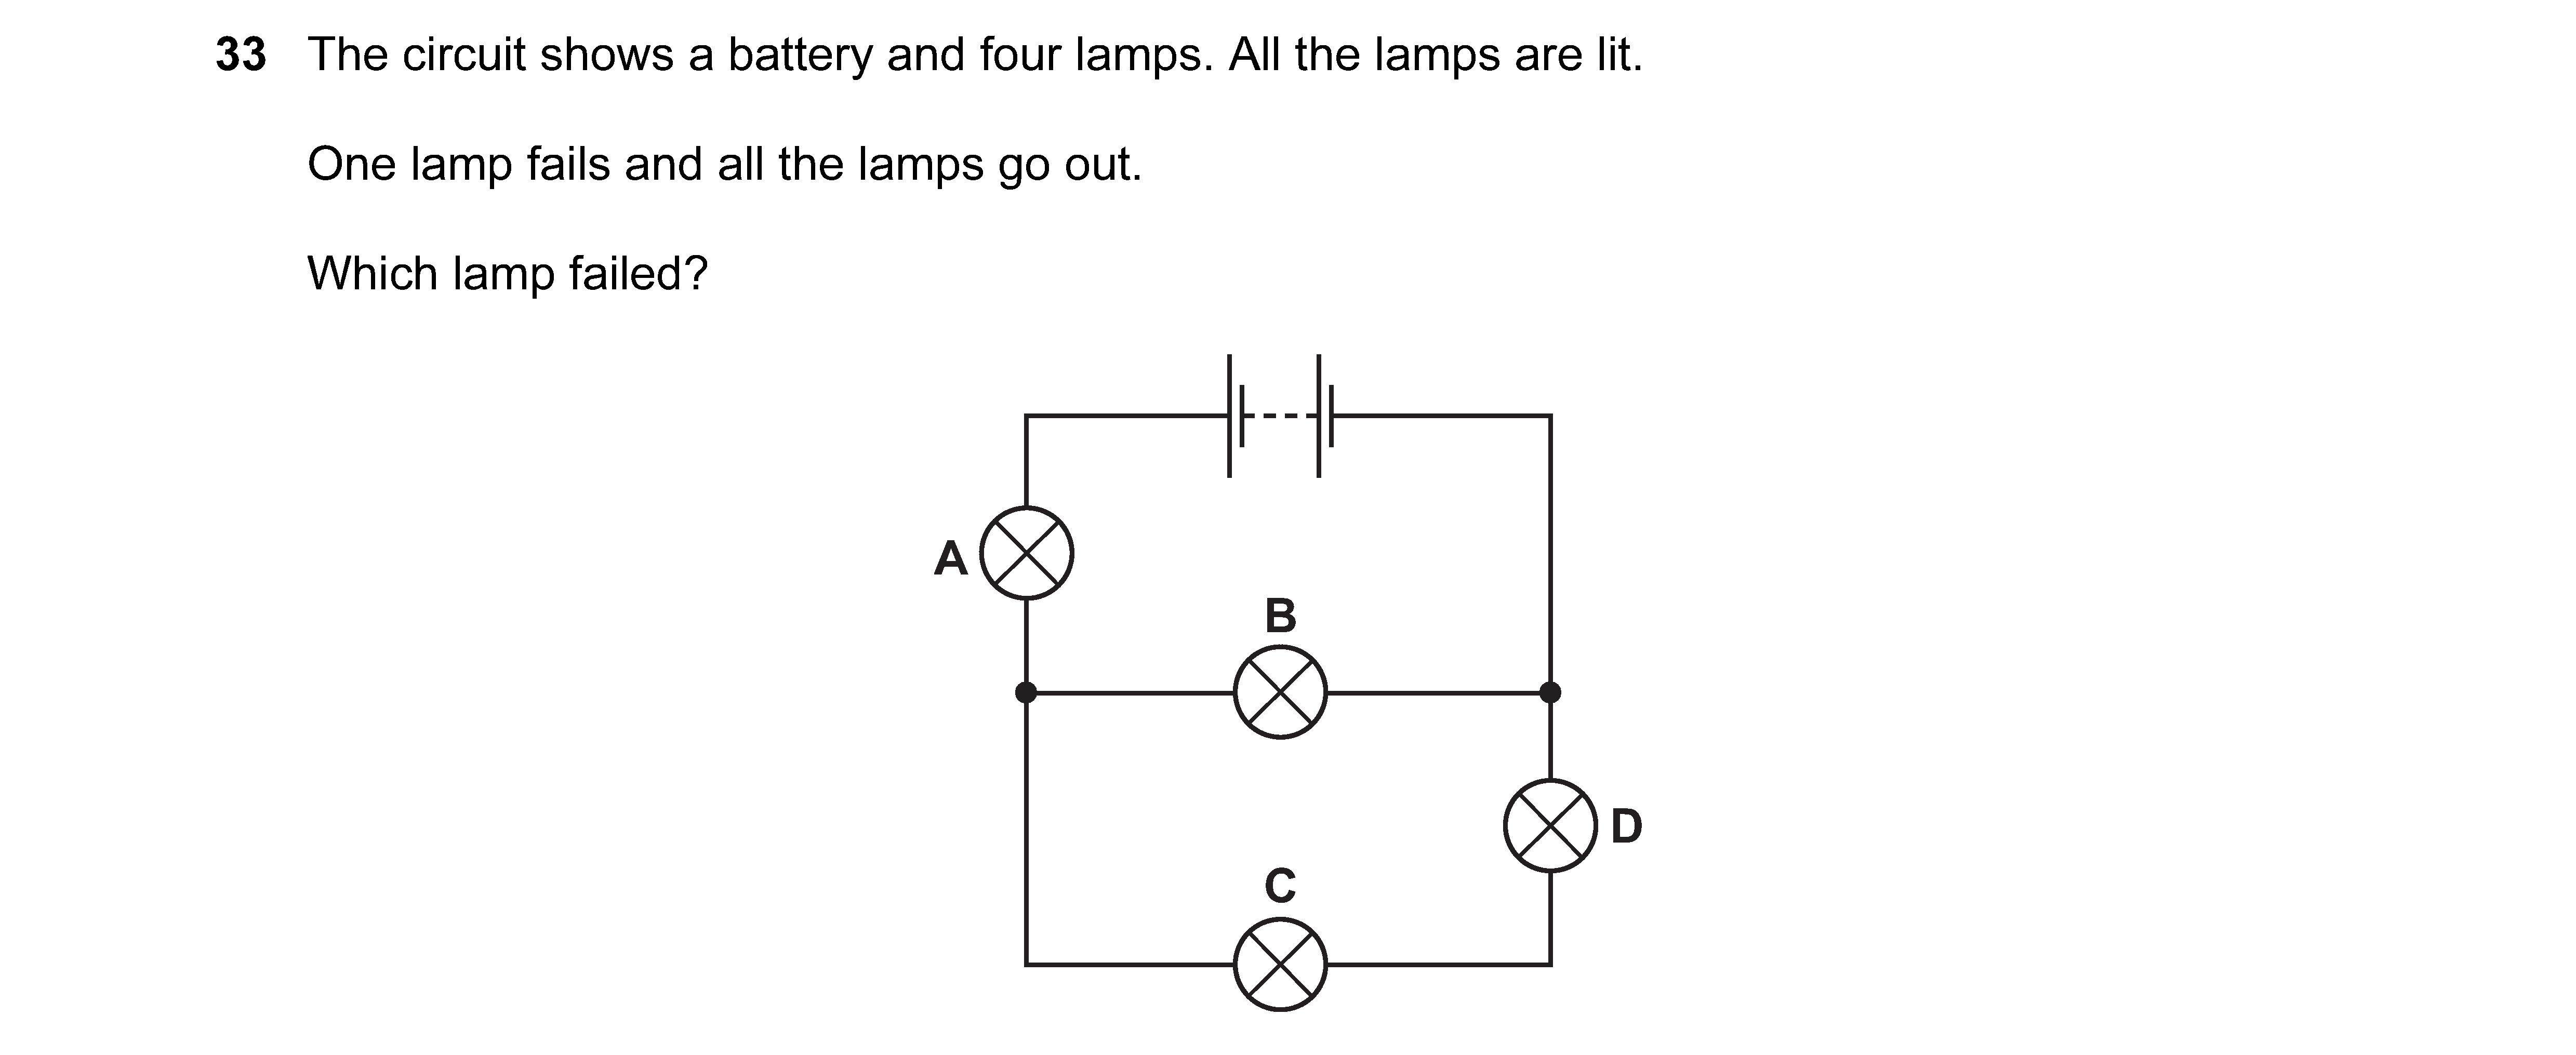 33 The circuit shows a battery and four lamps. All the lamps are lit.
One lamp fails and all the lamps go out.
Which lamp failed?
A
B
D
C